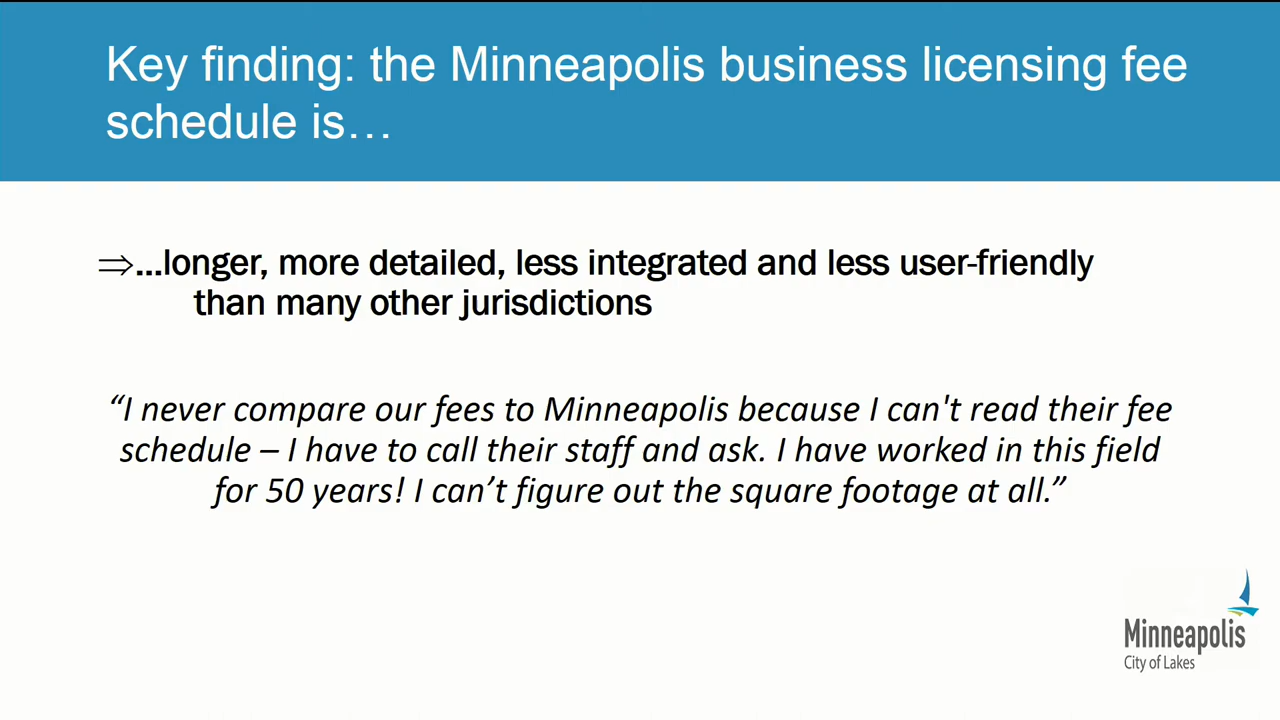 Key finding: the Minneapolis business licensing fee
schedule is…
⇒...longer, more detailed, less integrated and less user-friendly
than many other jurisdictions
“I never compare our fees to Minneapolis because I can't read their fee
schedule – I have to call their staff and ask. I have worked in this field
for 50 years! I can’t figure out the square footage at all.”
Minneapolis
City of Lakes